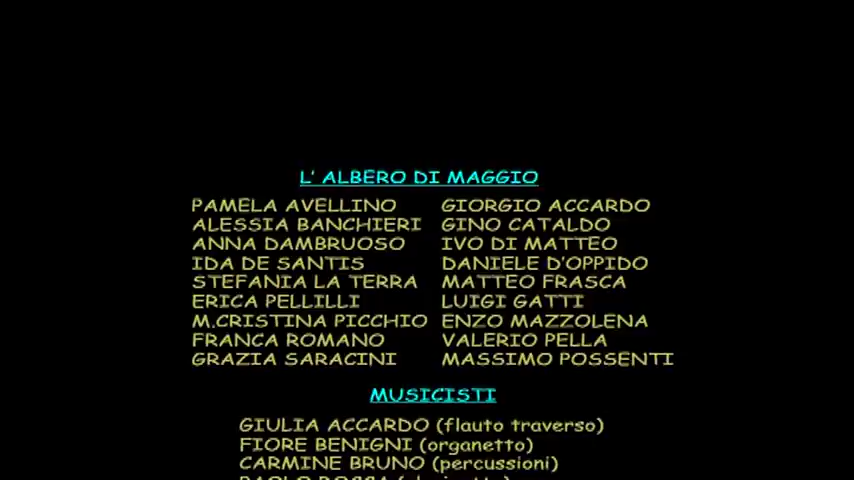 L' ALBERO DI MAGGIO
PAMELA AVELLINO GIORGIO ACCARDO
ALESSIA BANCHIERI GINO CATALDO
ANNA DAMBRUOSO IVO DI MATTEO
IDA DE SANTIS DANIELE D'OPPIDO
STEFANIA LA TERRA MATTEO FRASCA
ERICA PELLILLI LUIGI GATTI
M.CRISTINA PICCHIO ENZO MAZZOLENA
FRANCA ROMANO VALERIO PELLA
GRAZIA SARACINI MASSIMO POSSENTI
MUSICISTI
GIULIA ACCARDO (flauto traverso)
FIORE BENIGNI (organetto)
CARMINE BRUNO (percussioni)